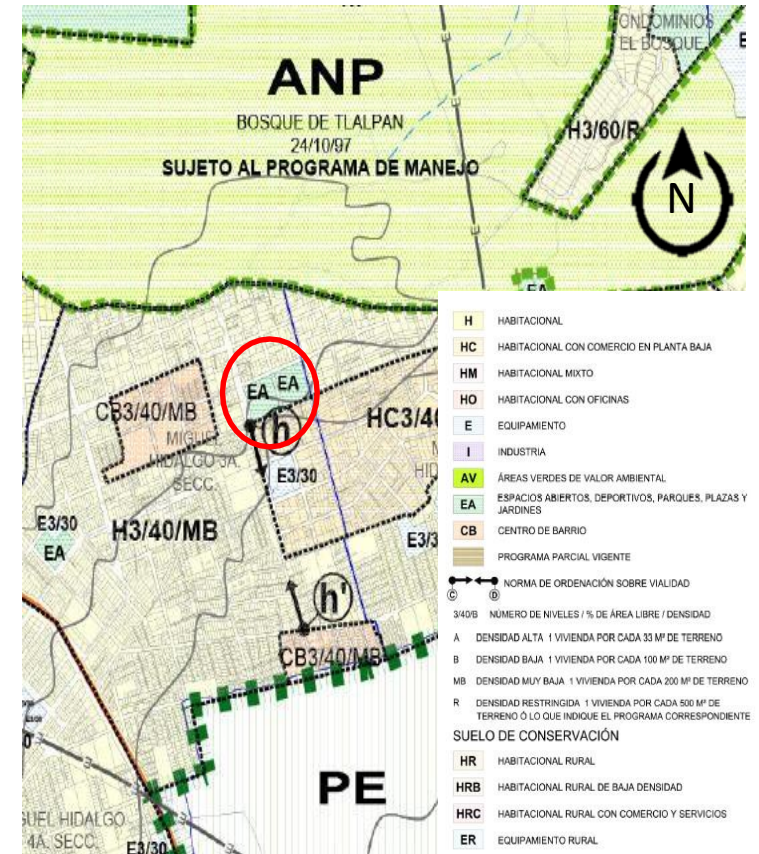 CONDOMINIOS
EL BOSQUE
E
ANP
BOSQUE DE TLALPAN
24/10/97
SUJETO AL PROGRAMA DE MANEJO
H3/60/R
N
EA
EA EA
CB3/40/MB
MIGUEL
HIDALGO 3A.
SECC.
h
HC3/40
E3/30
E3/30
EA
H3/40/MB
E3/3
h'
CB3/40/MB
PE
MIGUEL HIDALGO
4A. SECC.
E3/30
H HABITACIONAL
HC HABITACIONAL CON COMERCIO EN PLANTA BAJA
HM HABITACIONAL MIXTO
HO HABITACIONAL CON OFICINAS
E EQUIPAMIENTO
I INDUSTRIA
AV ÁREAS VERDES DE VALOR AMBIENTAL
EA ESPACIOS ABIERTOS, DEPORTIVOS, PARQUES, PLAZAS Y
JARDINES
CB CENTRO DE BARRIO
PROGRAMA PARCIAL VIGENTE
C D NORMA DE ORDENACIÓN SOBRE VIALIDAD
3/40/B NÚMERO DE NIVELES / % DE ÁREA LIBRE / DENSIDAD
A DENSIDAD ALTA 1 VIVIENDA POR CADA 33 M² DE TERRENO
B DENSIDAD BAJA 1 VIVIENDA POR CADA 100 M² DE TERRENO
MB DENSIDAD MUY BAJA 1 VIVIENDA POR CADA 200 M² DE TERRENO
R DENSIDAD RESTRINGIDA 1 VIVIENDA POR CADA 500 M² DE
TERRENO Ó LO QUE INDIQUE EL PROGRAMA CORRESPONDIENTE
SUELO DE CONSERVACIÓN
HR HABITACIONAL RURAL
HRB HABITACIONAL RURAL DE BAJA DENSIDAD
HRC HABITACIONAL RURAL CON COMERCIO Y SERVICIOS
ER EQUIPAMIENTO RURAL